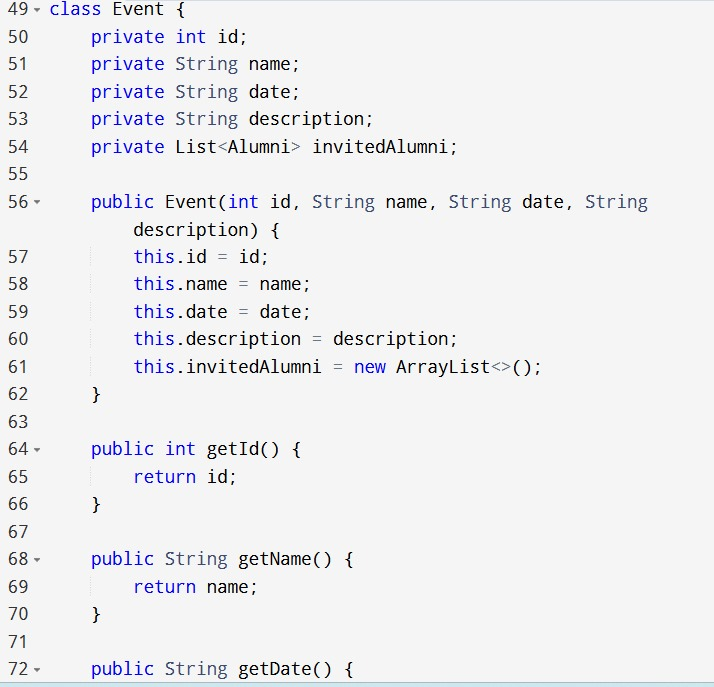 49 class Event {
50     private int id;
51     private String name;
52     private String date;
53     private String description;
54     private List<Alumni> invitedAlumni;
55
56     public Event(int id, String name, String date, String
           description) {
57         this.id = id;
58         this.name = name;
59         this.date = date;
60         this.description = description;
61         this.invitedAlumni = new ArrayList<>();
62     }
63
64     public int getId() {
65         return id;
66     }
67
68     public String getName() {
69         return name;
70     }
71
72     public String getDate() {